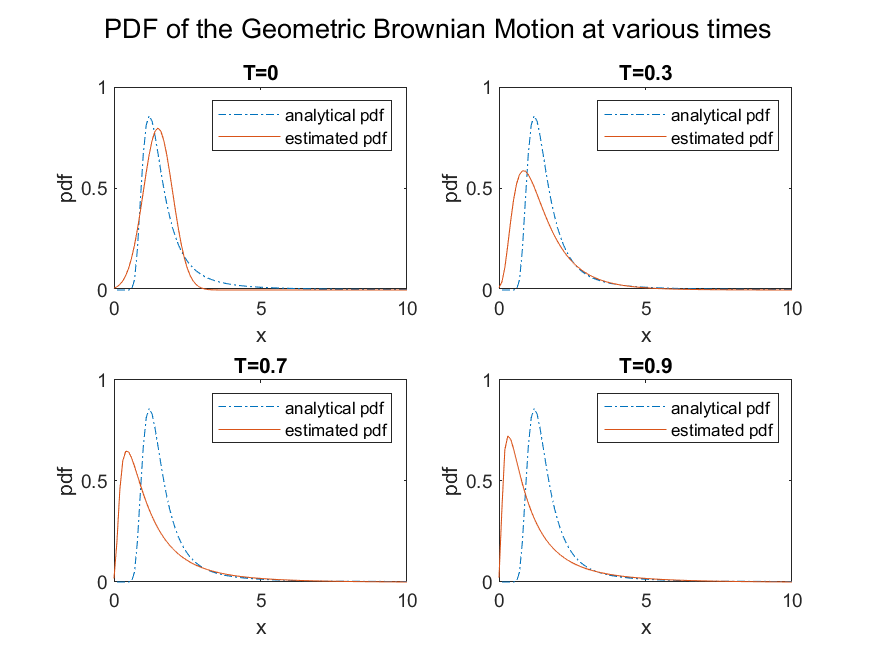 PDF of the Geometric Brownian Motion at various times
T=0
1
0.5
0
pdf
analytical pdf
estimated pdf
0 5 10
x
T=0.3
1
0.5
0
pdf
analytical pdf
estimated pdf
0 5 10
x
T=0.7
1
0.5
0
pdf
analytical pdf
estimated pdf
0 5 10
x
T=0.9
1
0.5
0
pdf
analytical pdf
estimated pdf
0 5 10
x